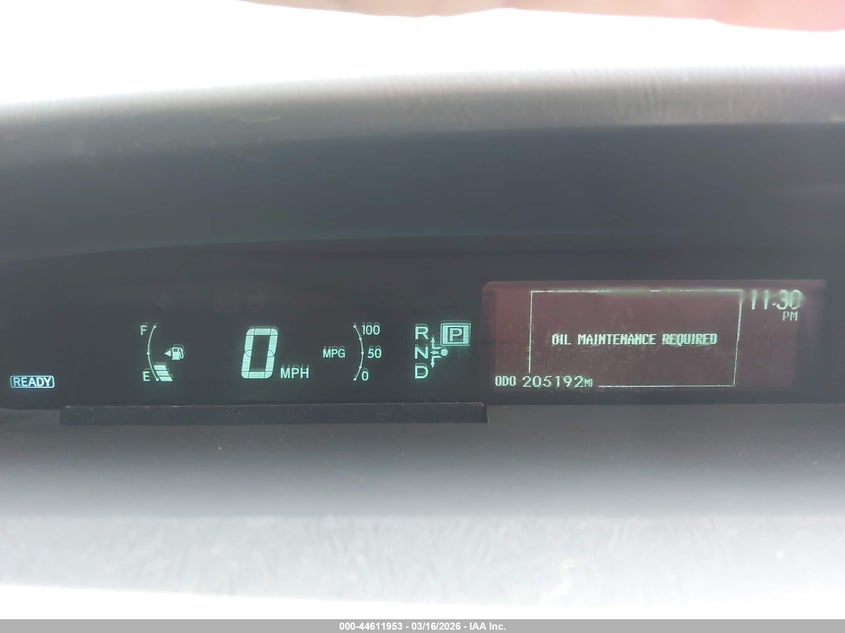 11:30
PM
F
E
0 MPH
MPG
100
50
0
R
P
N
D
READY
OIL MAINTENANCE REQUIRED
ODO 205192MI
000-44611953 - 03/16/2026 - IAA Inc.